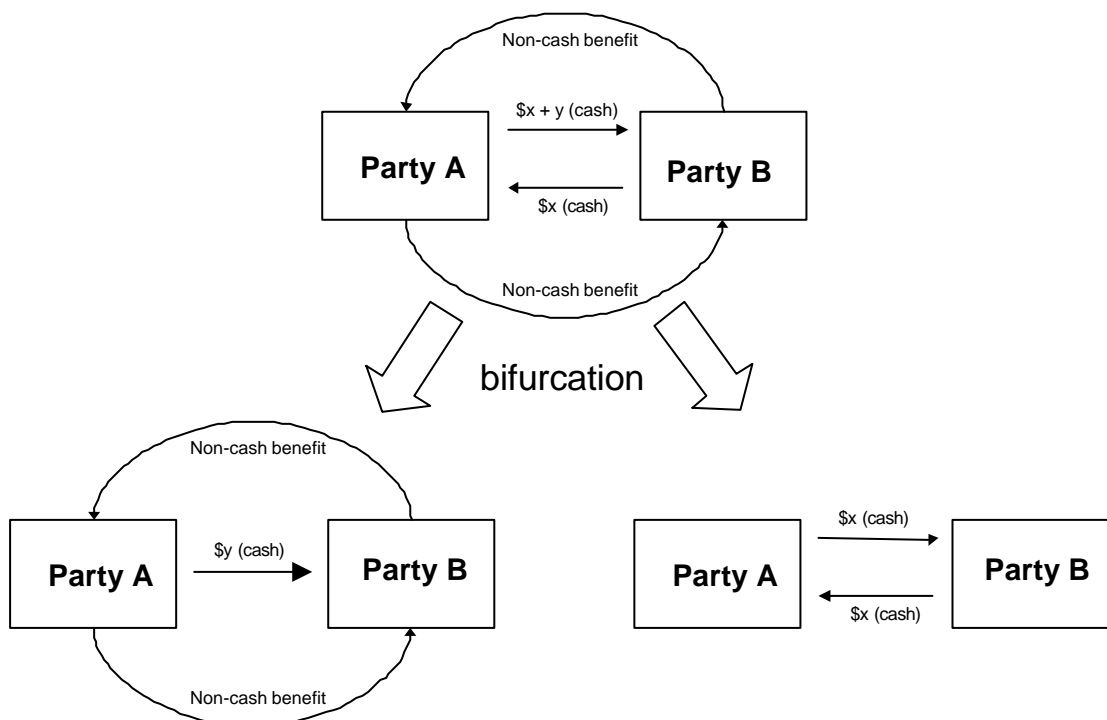 Non-cash benefit
$x + y (cash)
Party A
Party B
$x (cash)
Non-cash benefit
bifurcation
Non-cash benefit
$y (cash)
Party A
Party B
Non-cash benefit
$x (cash)
Party A
Party B
$x (cash)